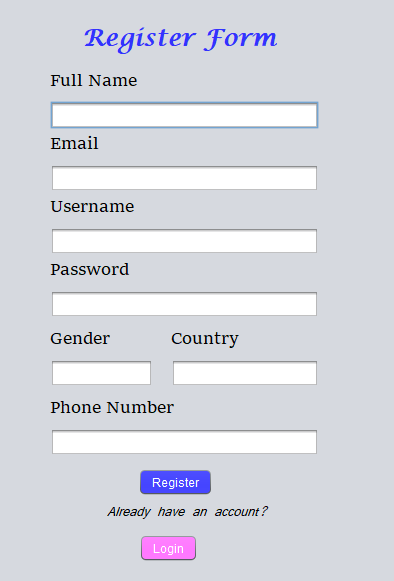 Register Form
Full Name
Email
Username
Password
Gender Country
Phone Number
Register
Already have an account?
Login